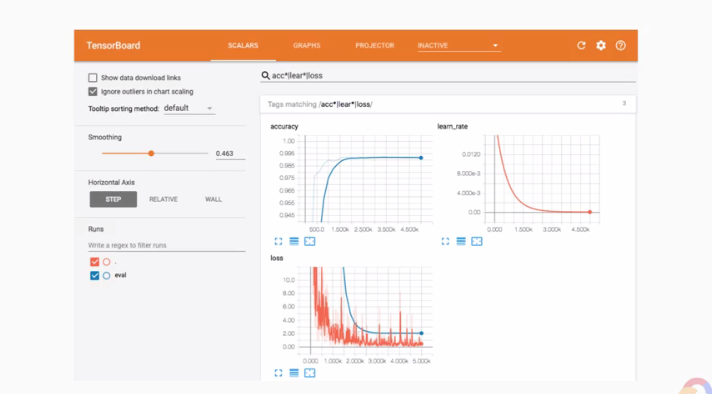 TensorBoard SCALARS GRAPHS PROJECTOR INACTIVE
Show data download links
Ignore outliers in chart scaling
Tooltip sorting method: default
Smoothing
0.463
Horizontal Axis
STEP RELATIVE WALL
Runs
Write a regex to filter runs
.
eval
acc*|lear*|loss
Tags matching /acc*|lear*|loss/ 3
accuracy
1.00
0.995
0.985
0.975
0.965
0.955
0.945
500.0 1.500k 3.000k 4.500k
learn_rate
0.0120
8.000e-3
4.000e-3
0.00
0.000 1.500k 3.000k 4.500k
loss
10.0
8.00
6.00
4.00
2.00
0.00
0.000 1.000k 2.000k 3.000k 4.000k 5.000k